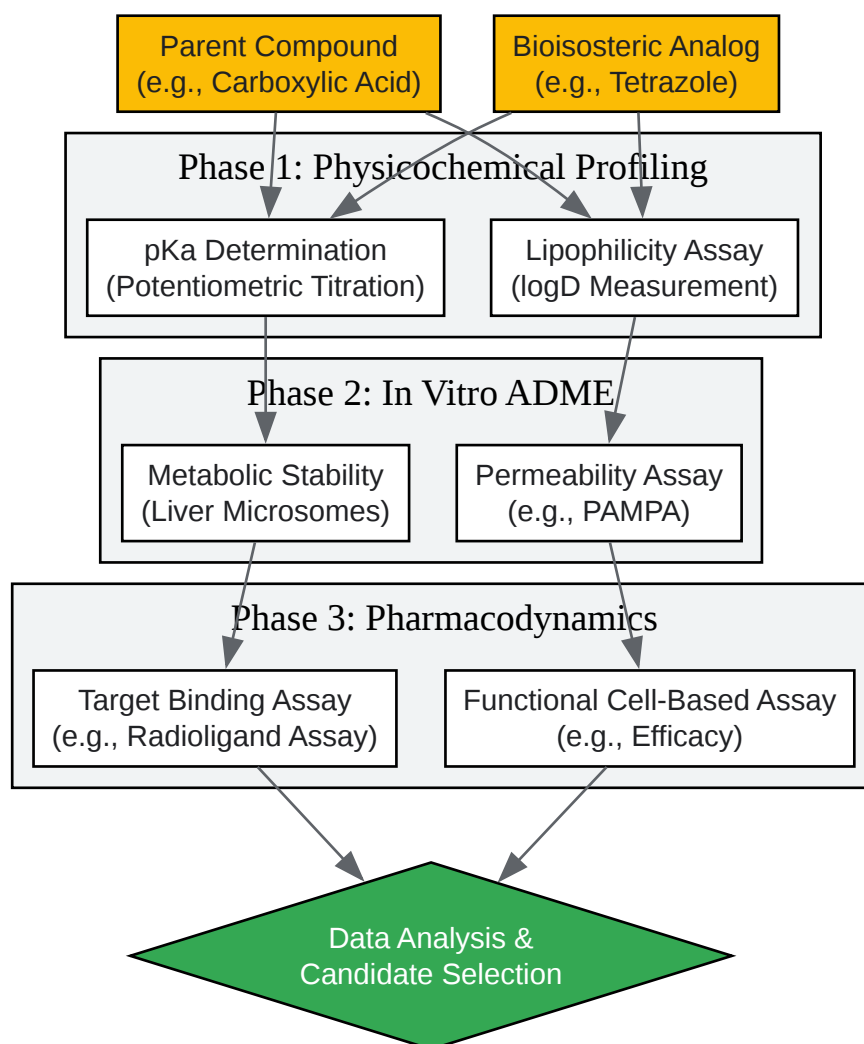 Parent Compound
(e.g., Carboxylic Acid)
Bioisosteric Analog
(e.g., Tetrazole)
Phase 1: Physicochemical Profiling
pKa Determination
(Potentiometric Titration)
Lipophilicity Assay
(logD Measurement)
Phase 2: In Vitro ADME
Metabolic Stability
(Liver Microsomes)
Permeability Assay
(e.g., PAMPA)
Phase 3: Pharmacodynamics
Target Binding Assay
(e.g., Radioligand Assay)
Functional Cell-Based Assay
(e.g., Efficacy)
Data Analysis &
Candidate Selection